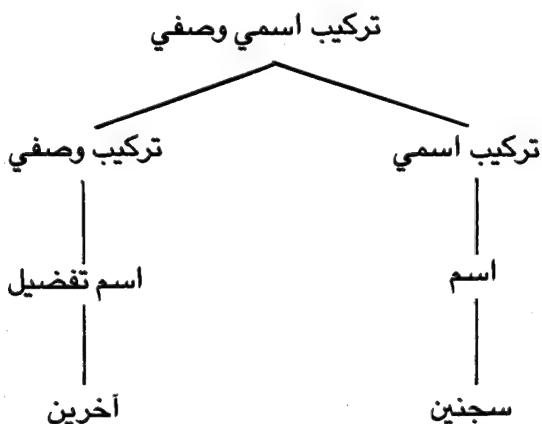 تركيب اسمي وصفي
تركيب اسمي تركيب وصفي
اسم اسم تفضيل
سجنين آخرين